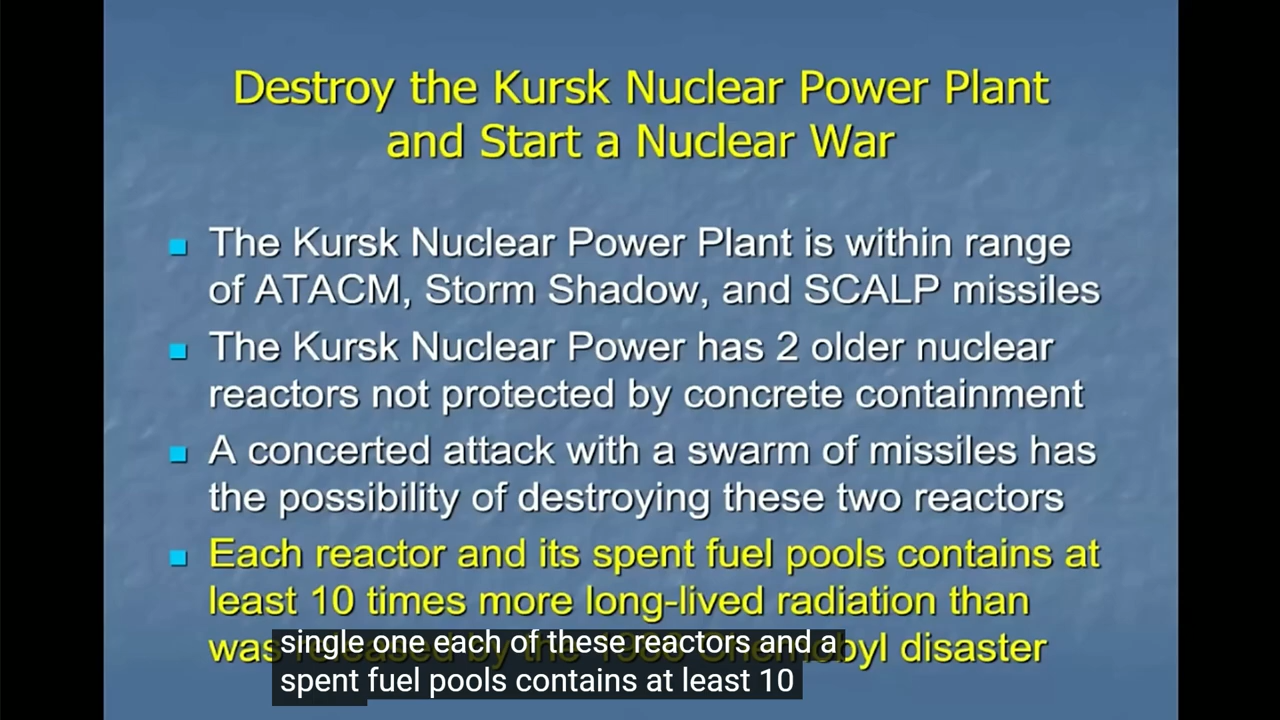 Destroy the Kursk Nuclear Power Plant
and Start a Nuclear War
The Kursk Nuclear Power Plant is within range
of ATACM, Storm Shadow, and SCALP missiles
The Kursk Nuclear Power has 2 older nuclear
reactors not protected by concrete containment
A concerted attack with a swarm of missiles has
the possibility of destroying these two reactors
Each reactor and its spent fuel pools contains at
least 10 times more long-lived radiation than
was disaster
single one each of these reactors and a
spent fuel pools contains at least 10